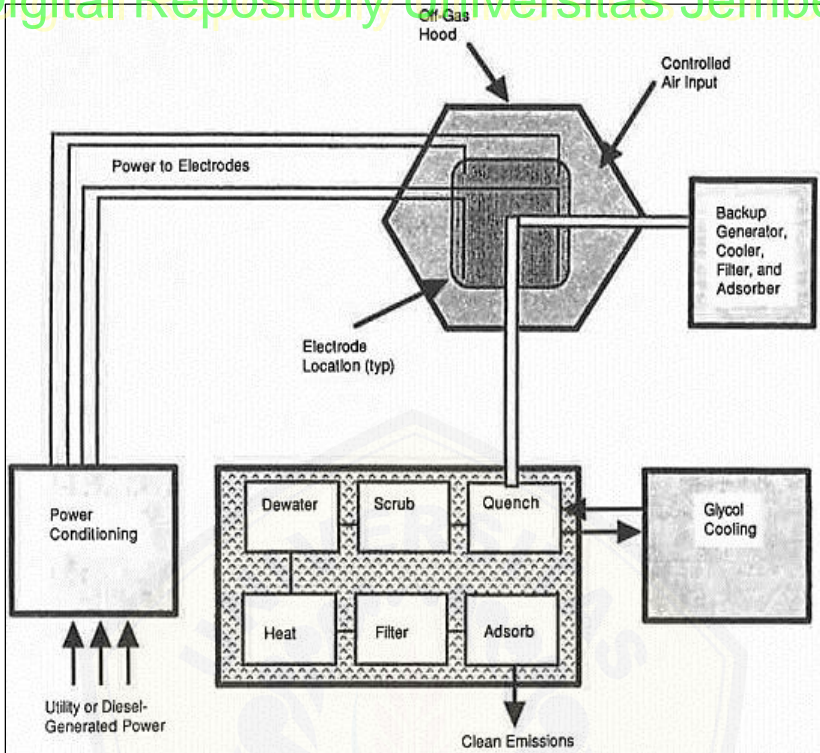 Digital Repository Universitas Jember
Off-Gas
Hood
Controlled
Air Input
Power to Electrodes
Backup
Generator,
Cooler,
Filter, and
Adsorber
Electrode
Location (typ)
Power
Conditioning
Dewater
Scrub
Quench
Glycol
Cooling
Heat
Filter
Adsorb
Utility or Diesel-
Generated Power
Clean Emissions